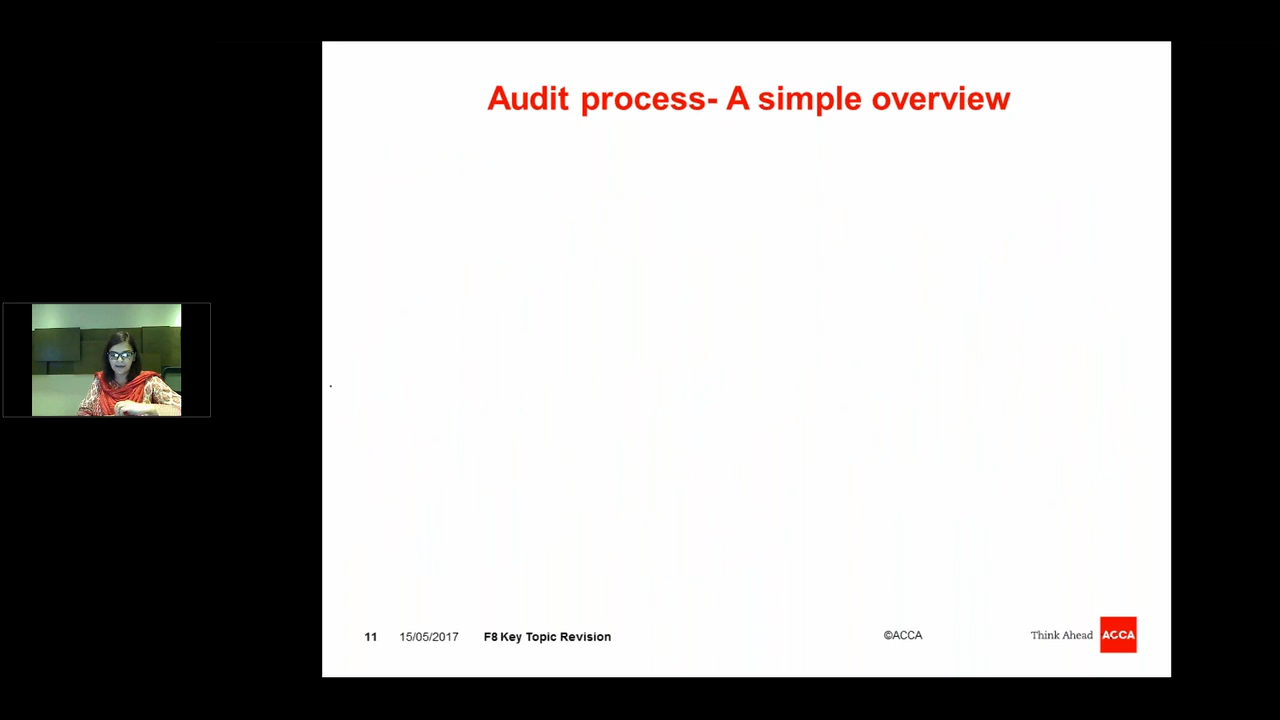 Audit process- A simple overview
11 15/05/2017 F8 Key Topic Revision ©ACCA Think Ahead ACCA